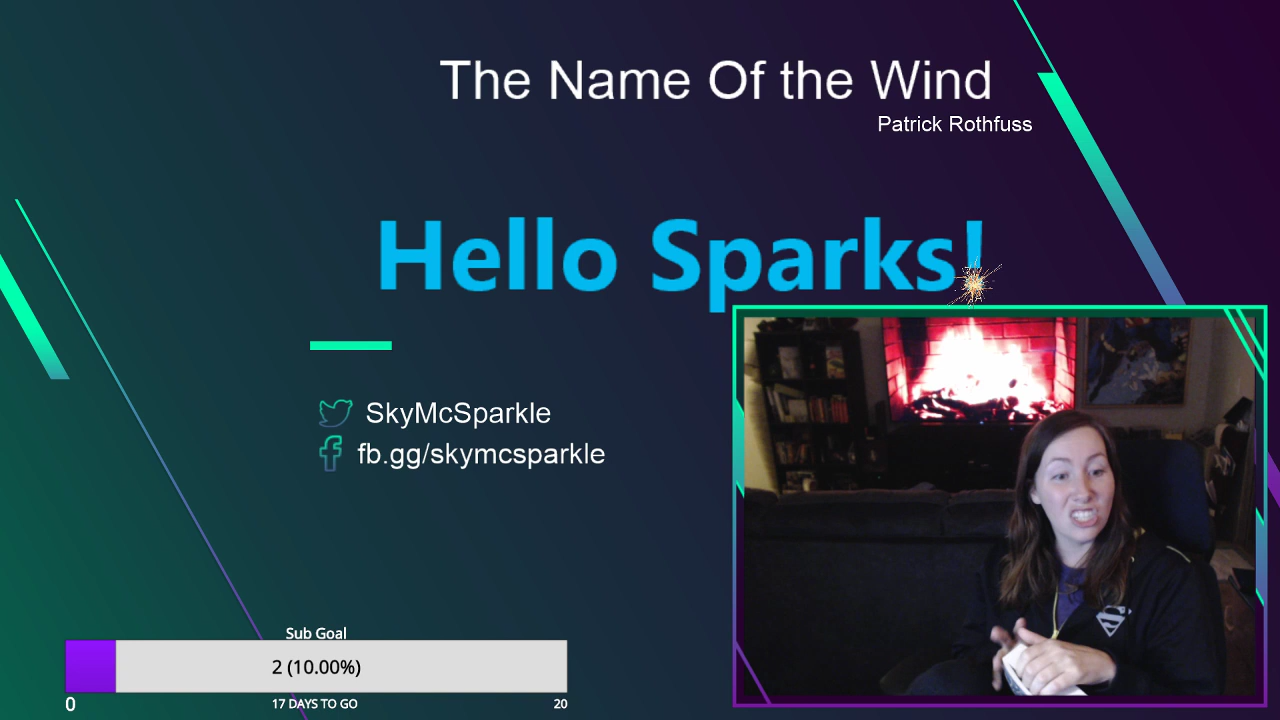 The Name Of the Wind
Patrick Rothfuss
Hello Sparks!
SkyMcSparkle
fb.gg/skymcsparkle
Sub Goal
2 (10.00%)
0
17 DAYS TO GO
20